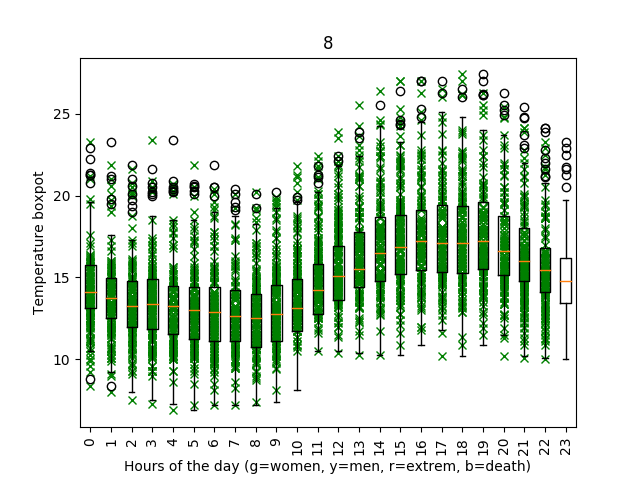 8
Temperature boxpot
25
20
15
10
0 1 2 3 4 5 6 7 8 9 10 11 12 13 14 15 16 17 18 19 20 21 22 23
Hours of the day (g=women, y=men, r=extrem, b=death)